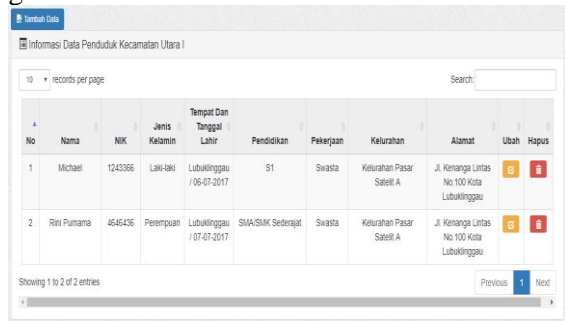 Tambah Data
Informasi Data Penduduk Kecamatan Utara I
10 records per page Search:
No Nama NIK Jenis Kelamin Tempat Dan Tanggal Lahir Pendidikan Pekerjaan Kelurahan Alamat Ubah Hapus
1 Michael 1243366 Laki-laki Lubuklinggau / 06-07-2017 S1 Swasta Kelurahan Pasar Satelit A Jl. Kenanga Lintas No.100 Kota Lubuklinggau
2 Rini Purnama 4646436 Perempuan Lubuklinggau / 07-07-2017 SMA/SMK Sederajat Swasta Kelurahan Pasar Satelit A Jl. Kenanga Lintas No.100 Kota Lubuklinggau
Showing 1 to 2 of 2 entries Previous 1 Next